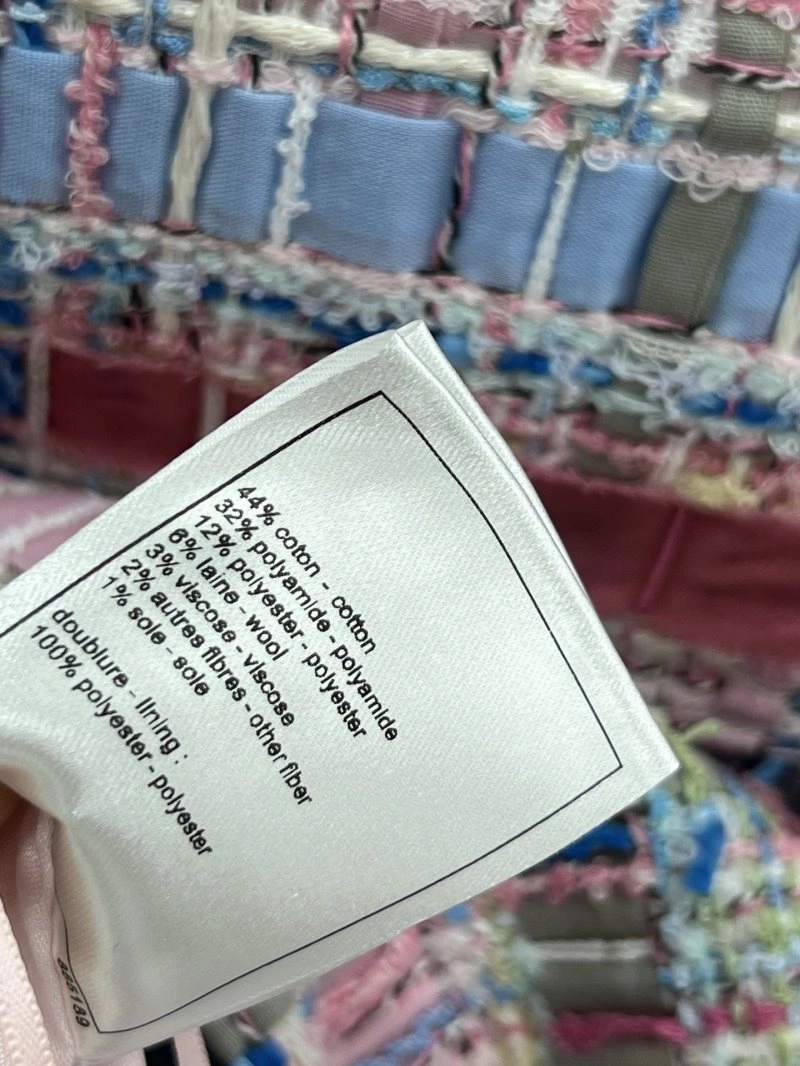 44% coton - cotton
32% polyamide - polyamide
12% polyester - polyester
6% laine - wool
3% viscose - viscose
2% autres fibres - other fiber
1% soie - soie
doublure - lining :
100% polyester - polyester